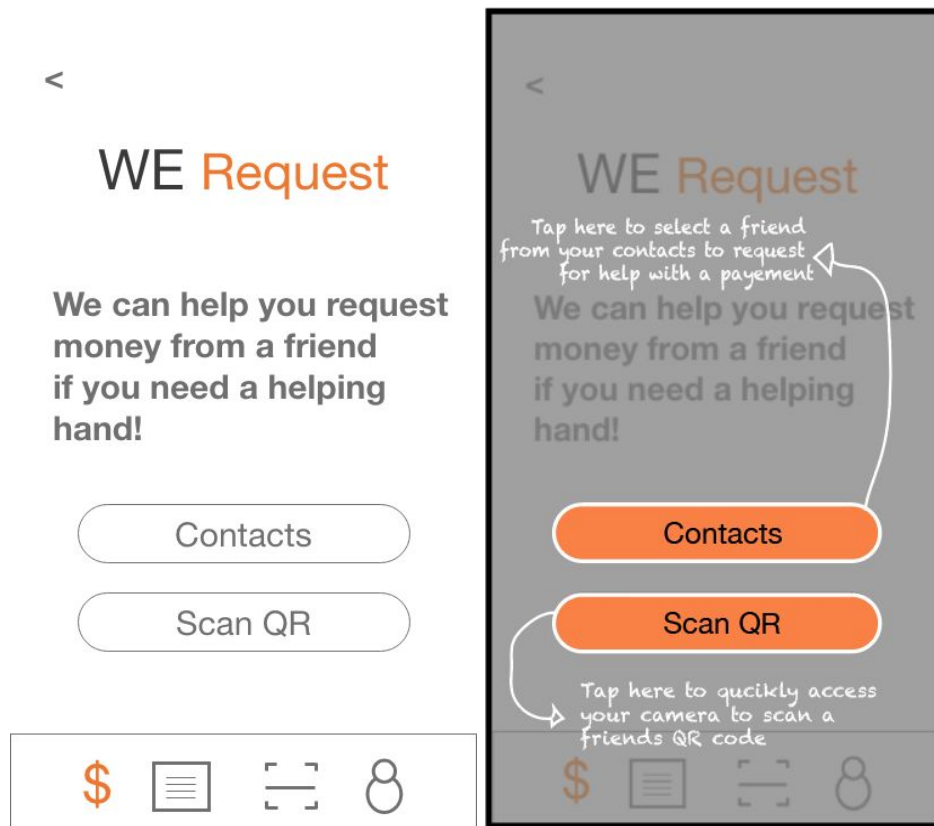 <
WE Request
We can help you request
money from a friend
if you need a helping
hand!
Contacts
Scan QR
$
<
WE Request
Tap here to select a friend
from your contacts to request
for help with a payement
We can help you request
money from a friend
if you need a helping
hand!
Contacts
Scan QR
Tap here to qucikly access
your camera to scan a
friends QR code
$